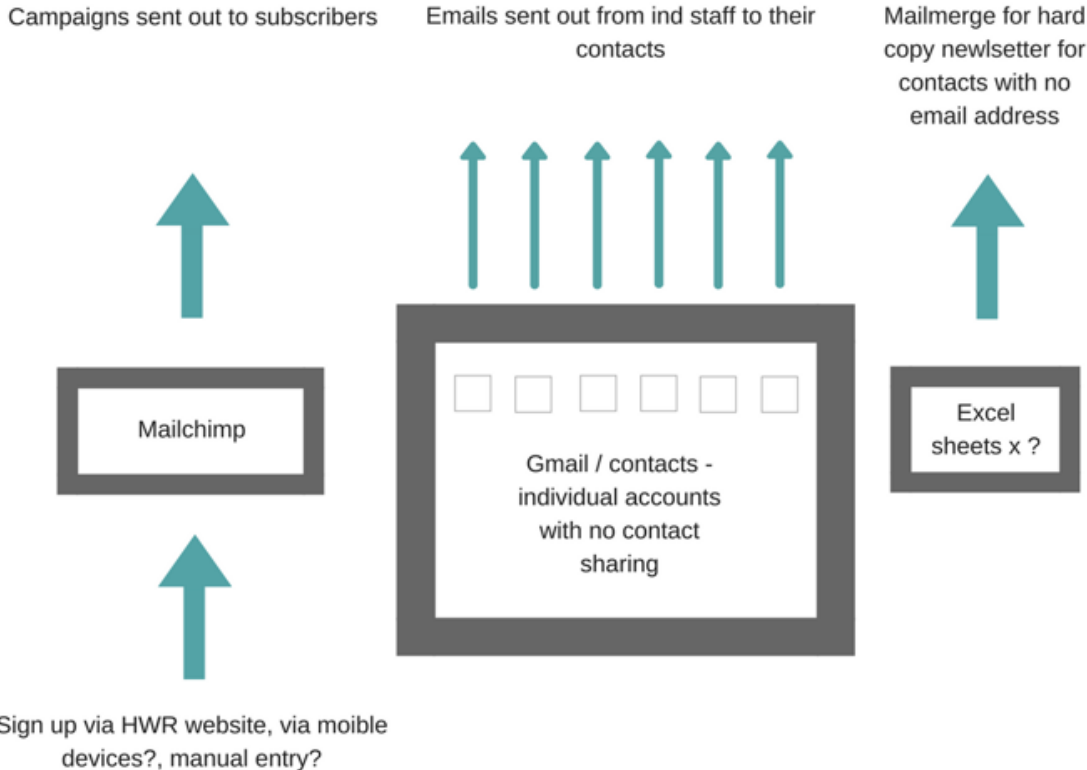 Campaigns sent out to subscribers
Emails sent out from ind staff to their
contacts
Mailmerge for hard
copy newlsetter for
contacts with no
email address
Mailchimp
Gmail / contacts -
individual accounts
with no contact
sharing
Excel
sheets x ?
Sign up via HWR website, via moible
devices?, manual entry?